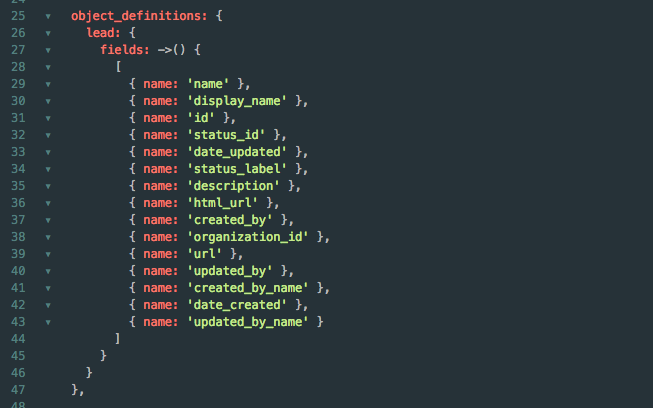 25 ▼ object_definitions: {
26 ▼ lead: {
27 ▼ fields: ->() {
28 ▼ [
29 ▼ { name: 'name' },
30 ▼ { name: 'display_name' },
31 ▼ { name: 'id' },
32 ▼ { name: 'status_id' },
33 ▼ { name: 'date_updated' },
34 ▼ { name: 'status_label' },
35 ▼ { name: 'description' },
36 ▼ { name: 'html_url' },
37 ▼ { name: 'created_by' },
38 ▼ { name: 'organization_id' },
39 ▼ { name: 'url' },
40 ▼ { name: 'updated_by' },
41 ▼ { name: 'created_by_name' },
42 ▼ { name: 'date_created' },
43 ▼ { name: 'updated_by_name' }
44 ]
45 }
46 }
47 },